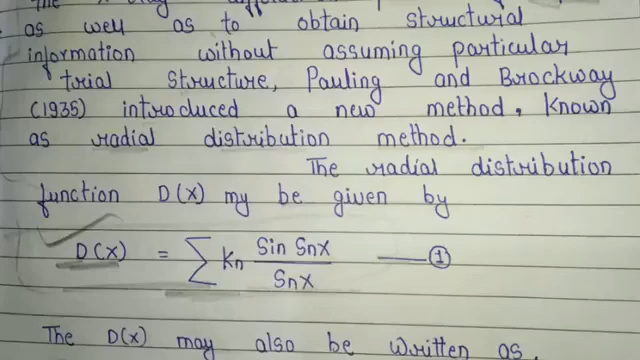 as well as to obtain structural
information without assuming particular
trial structure, Pauling and Brockway
(1935) introduced a new method, Known
as radial distribution method.
The radial distribution
function D(x) my be given by
D(x) = ∑ Kn Sin Snx / Snx —— ①
The D(x) may also be written as,